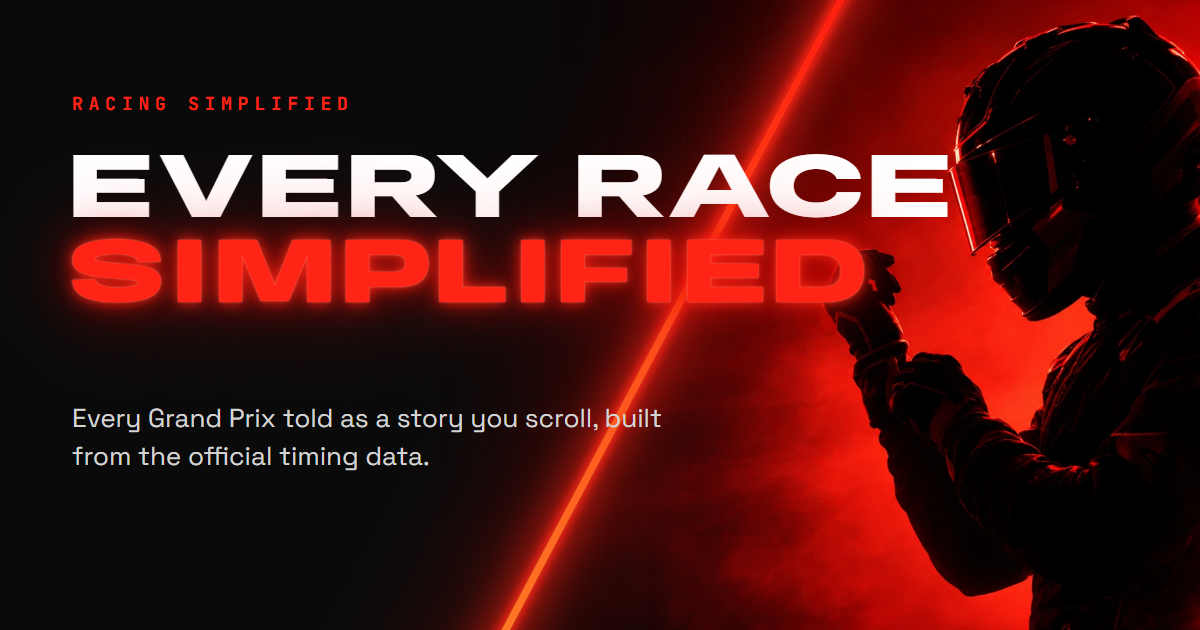 RACING SIMPLIFIED
EVERY RACE
SIMPLIFIED
Every Grand Prix told as a story you scroll, built
from the official timing data.